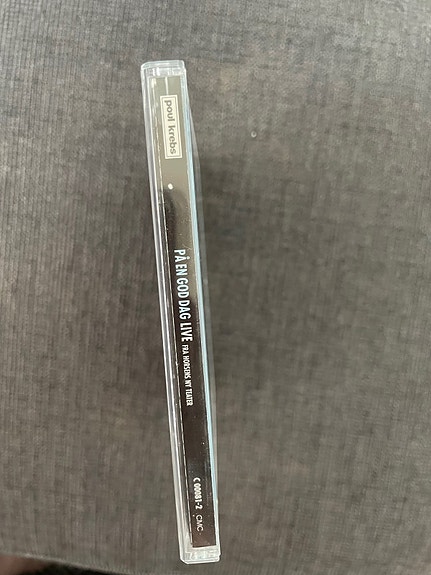 poul krebs
PÅ EN GOD DAG LIVE FRA HORSENS NY TEATER
C 00081-2 CMC